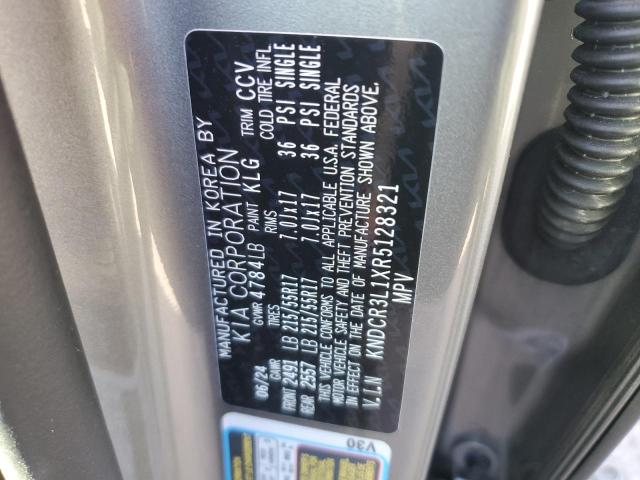 MANUFACTURED IN KOREA BY
KIA CORPORATION
GVWR 4784LB PAINT KLG TRIM CCV
08/24 GAWR TIRES RIMS COLD TIRE INFL
FRONT 2491 LB 215/55R17 7.0Jx17 36 PSI SINGLE
REAR 2557 LB 215/55R17 7.0Jx17 36 PSI SINGLE
THIS VEHICLE CONFORMS TO ALL APPLICABLE U.S.A. FEDERAL
MOTOR VEHICLE SAFETY AND THEFT PREVENTION STANDARDS
IN EFFECT ON THE DATE OF MANUFACTURE SHOWN ABOVE.
V.I.N KNDCR3L1XR5128321
MPV
V30